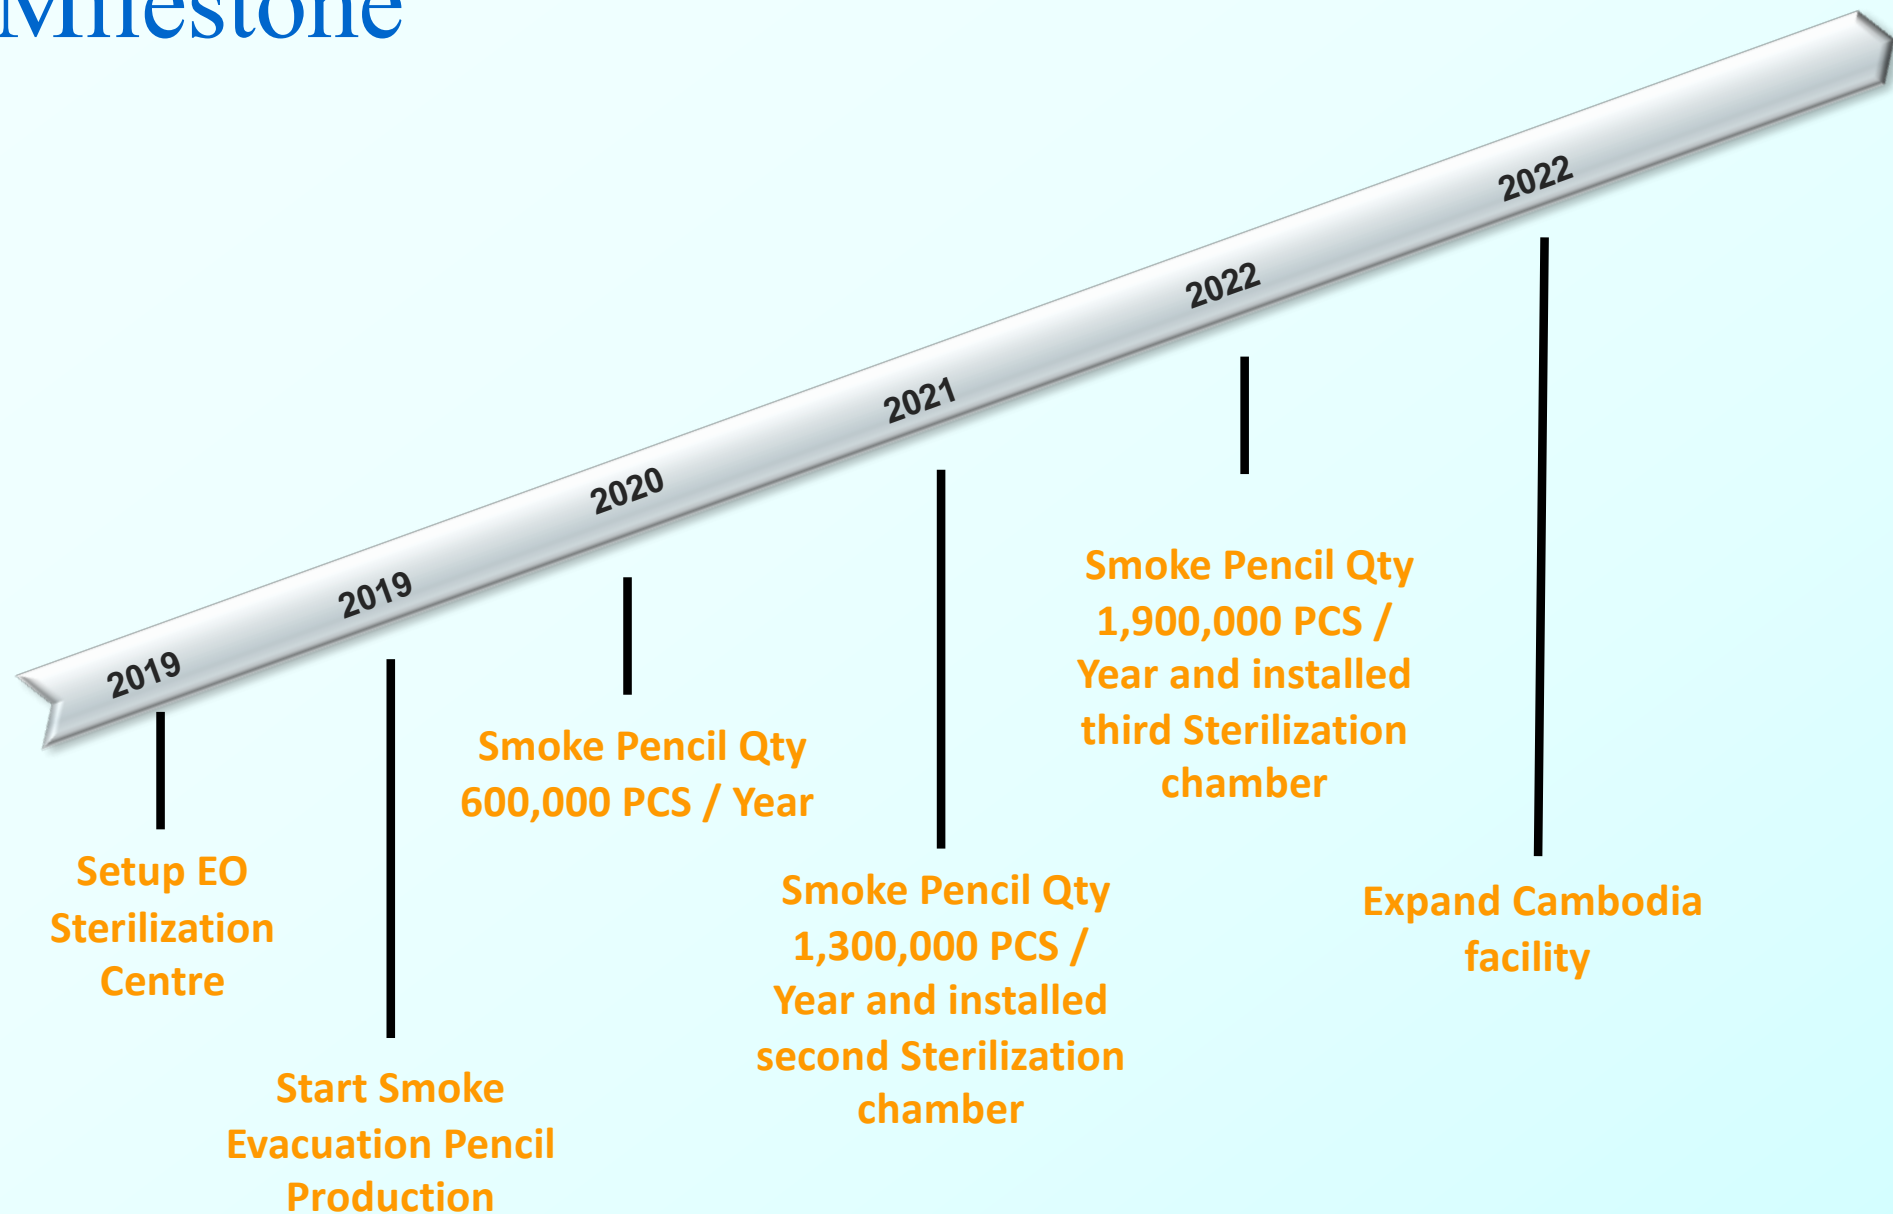 Milestone
2019
Setup EO
Sterilization
Centre
2019
Start Smoke
Evacuation Pencil
Production
2020
Smoke Pencil Qty
600,000 PCS / Year
2021
Smoke Pencil Qty
1,300,000 PCS /
Year and installed
second Sterilization
chamber
2022
Smoke Pencil Qty
1,900,000 PCS /
Year and installed
third Sterilization
chamber
2022
Expand Cambodia
facility